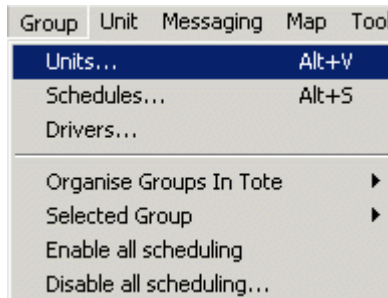 Group Unit Messaging Map Tool
Units... Alt+V
Schedules... Alt+S
Drivers...
Organise Groups In Tote
Selected Group
Enable all scheduling
Disable all scheduling...